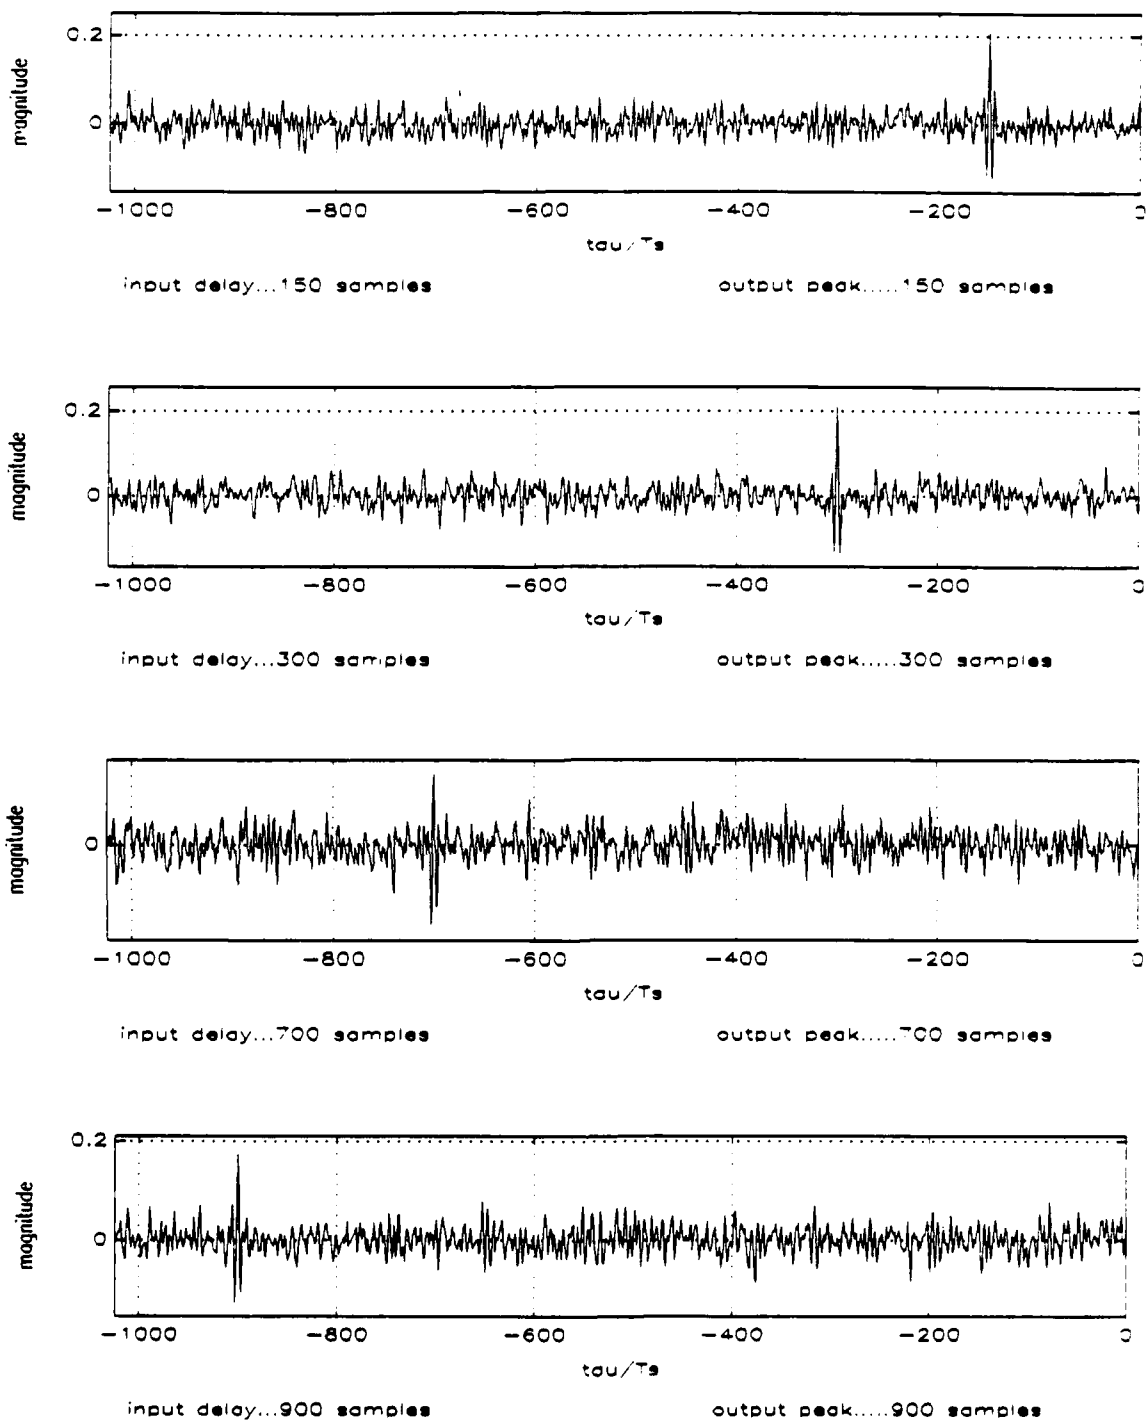 0.2
magnitude
0
-1000 -800 -600 -400 -200 0
tau/Ts
input delay...150 samples output peak.....150 samples
0.2
magnitude
0
-1000 -800 -600 -400 -200 0
tau/Ts
input delay...300 samples output peak.....300 samples
magnitude
0
-1000 -800 -600 -400 -200 0
tau/Ts
input delay...700 samples output peak.....700 samples
0.2
magnitude
0
-1000 -800 -600 -400 -200 0
tau/Ts
input delay...900 samples output peak.....900 samples